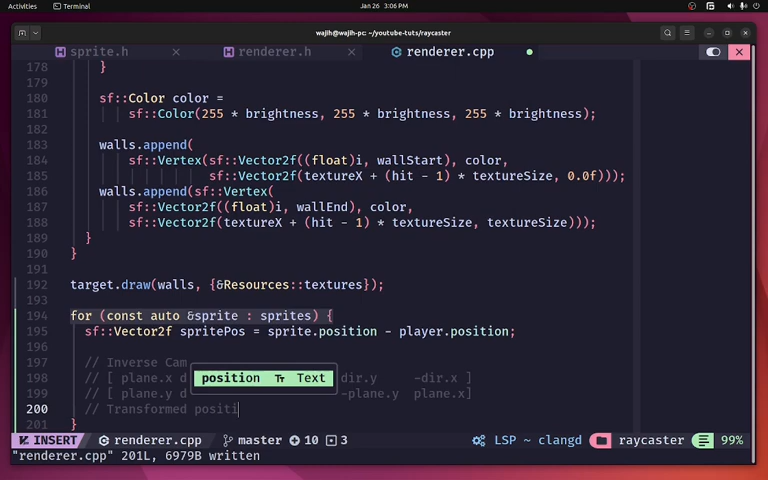 Activities Terminal Jan 26 3:06 PM
wajih@wajih-pc: ~/youtube-tuts/raycaster
sprite.h × renderer.h × renderer.cpp
178 }
179
180 sf::Color color =
181 sf::Color(255 * brightness, 255 * brightness, 255 * brightness);
182
183 walls.append(
184 sf::Vertex(sf::Vector2f((float)i, wallStart), color,
185 sf::Vector2f(textureX + (hit - 1) * textureSize, 0.0f)));
186 walls.append(sf::Vertex(
187 sf::Vector2f((float)i, wallEnd), color,
188 sf::Vector2f(textureX + (hit - 1) * textureSize, textureSize)));
189 }
190 }
191
192 target.draw(walls, {&Resources::textures});
193
194 for (const auto &sprite : sprites) {
195 sf::Vector2f spritePos = sprite.position - player.position;
196
197 // Inverse Cam
198 // [ plane.x d position Text dir.y -dir.x ]
199 // [ plane.y d -plane.y plane.x]
200 // Transformed positi
201 }
INSERT renderer.cpp master 10 3 LSP ~ clangd raycaster 99%
"renderer.cpp" 201L, 6979B written